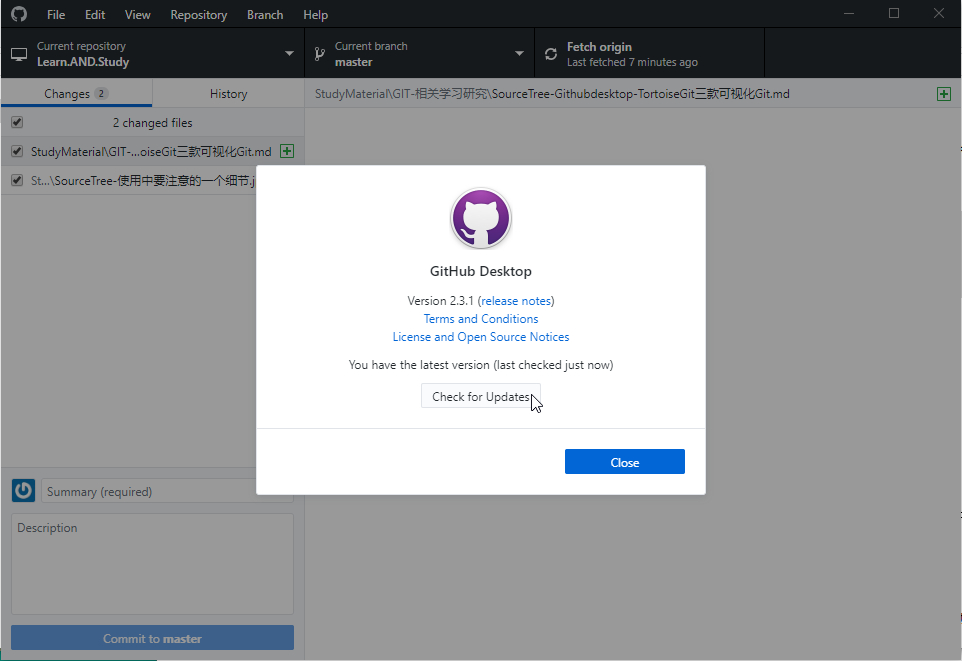 File Edit View Repository Branch Help
Current repository
Learn.AND.Study
Current branch
master
Fetch origin
Last fetched 7 minutes ago
Changes 2 History
StudyMaterial\GIT-相关学习研究\SourceTree-Githubdesktop-TortoiseGit三款可视化Git.md
2 changed files
StudyMaterial\GIT-...oiseGit三款可视化Git.md
St...\SourceTree-使用中要注意的一个细节.j
GitHub Desktop
Version 2.3.1 (release notes)
Terms and Conditions
License and Open Source Notices
You have the latest version (last checked just now)
Check for Updates
Close
Summary (required)
Description
Commit to master